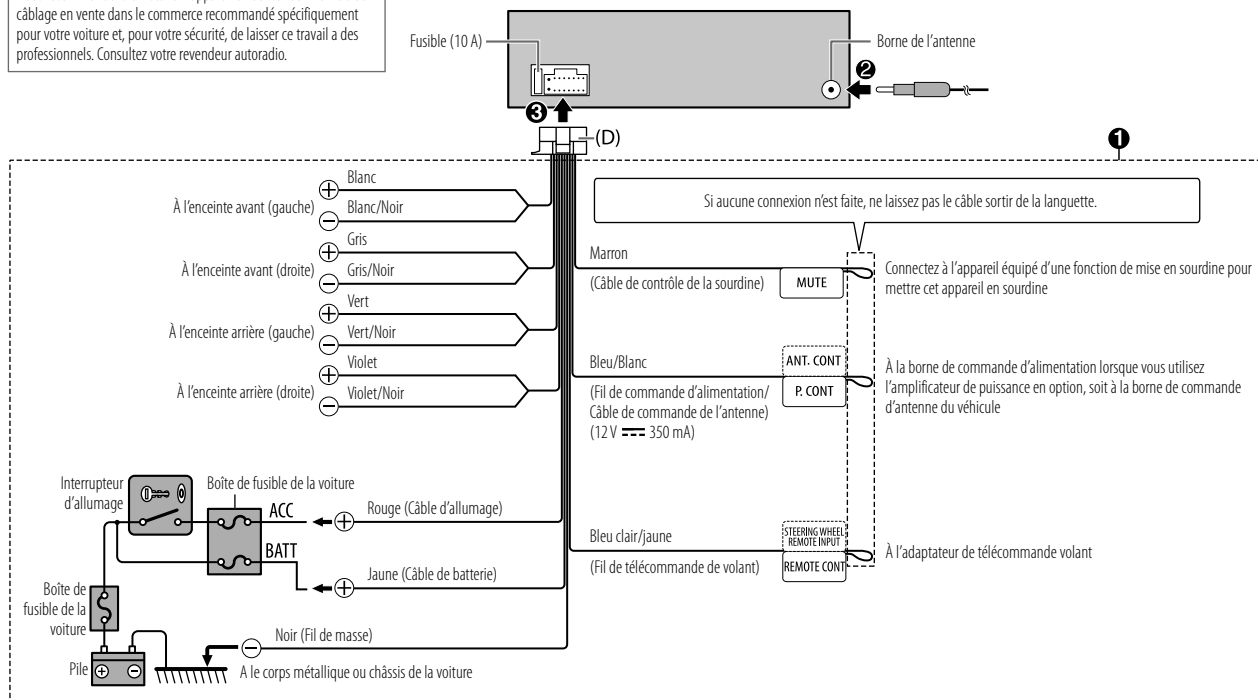 câblage en vente dans le commerce recommandé spécifiquement
pour votre voiture et, pour votre sécurité, de laisser ce travail a des
professionnels. Consultez votre revendeur autoradio.
Fusible (10 A)
Borne de l'antenne
2
3
(D)
1
Blanc
À l'enceinte avant (gauche)
Blanc/Noir
Gris
À l'enceinte avant (droite)
Gris/Noir
Vert
À l'enceinte arrière (gauche)
Vert/Noir
Violet
À l'enceinte arrière (droite)
Violet/Noir
Si aucune connexion n'est faite, ne laissez pas le câble sortir de la languette.
Marron
(Câble de contrôle de la sourdine)
MUTE
Connectez à l'appareil équipé d'une fonction de mise en sourdine pour
mettre cet appareil en sourdine
Bleu/Blanc
(Fil de commande d'alimentation/
Câble de commande de l'antenne)
(12 V 350 mA)
ANT. CONT
P. CONT
À la borne de commande d'alimentation lorsque vous utilisez
l'amplificateur de puissance en option, soit à la borne de commande
d'antenne du véhicule
Bleu clair/jaune
(Fil de télécommande de volant)
STEERING WHEEL
REMOTE INPUT
REMOTE CONT
À l'adaptateur de télécommande volant
Interrupteur
d'allumage
Boîte de fusible de la voiture
ACC
Rouge (Câble d'allumage)
BATT
Jaune (Câble de batterie)
Boîte de
fusible de la
voiture
Noir (Fil de masse)
Pile
A le corps métallique ou châssis de la voiture